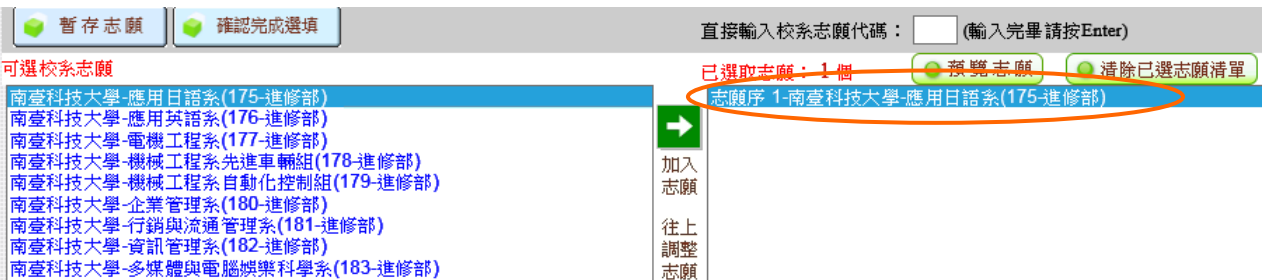 暫存志願 確認完成選填 直接輸入校系志願代碼： (輸入完畢請按Enter)
可選校系志願 已選取志願：1 個 預覽志願 清除已選志願清單
南臺科技大學-應用日語系(175-進修部)
南臺科技大學-應用英語系(176-進修部)
南臺科技大學-電機工程系(177-進修部)
南臺科技大學-機械工程系先進車輛組(178-進修部)
南臺科技大學-機械工程系自動化控制組(179-進修部)
南臺科技大學-企業管理系(180-進修部)
南臺科技大學-行銷與流通管理系(181-進修部)
南臺科技大學-資訊管理系(182-進修部)
南臺科技大學-多媒體與電腦娛樂科學系(183-進修部)
加入
志願
往上
調整
志願
志願序 1-南臺科技大學-應用日語系(175-進修部)